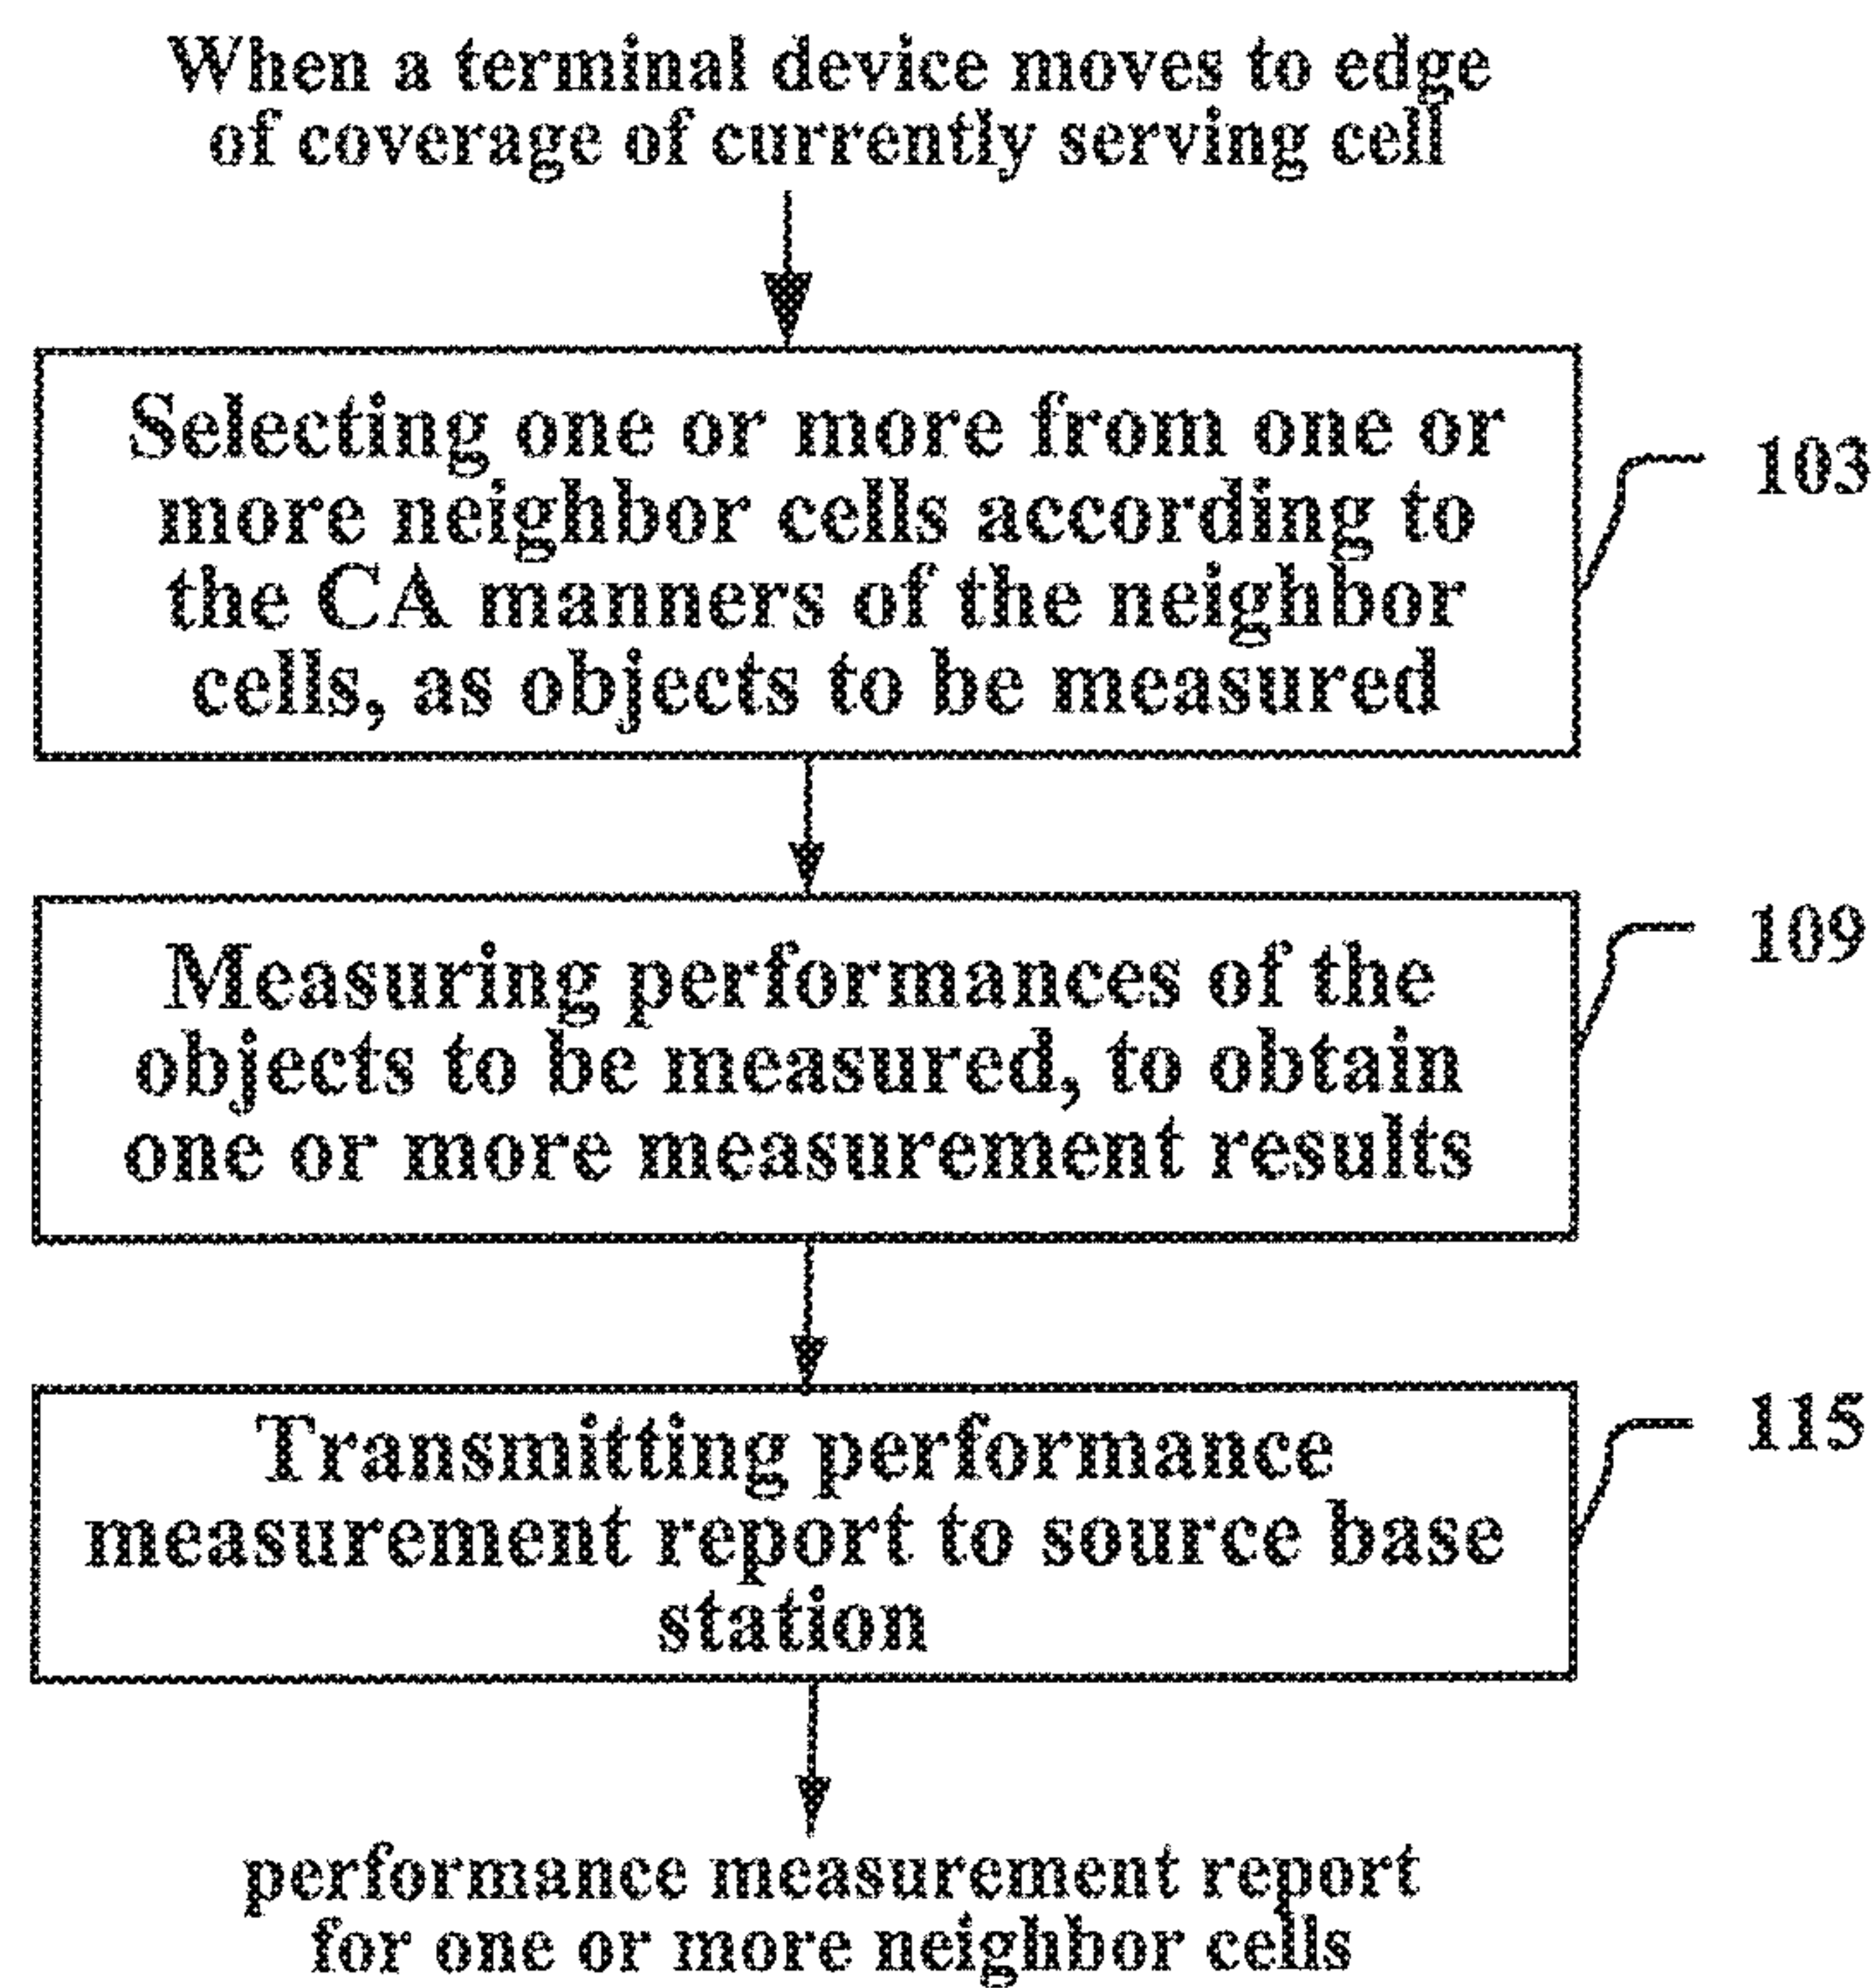 When a terminal device moves to edge
of coverage of currently serving cell
Selecting one or more from one or
more neighbor cells according to
the CA manners of the neighbor
cells, as objects to be measured
103
Measuring performances of the
objects to be measured, to obtain
one or more measurement results
109
Transmitting performance
measurement report to source base
station
115
performance measurement report
for one or more neighbor cells